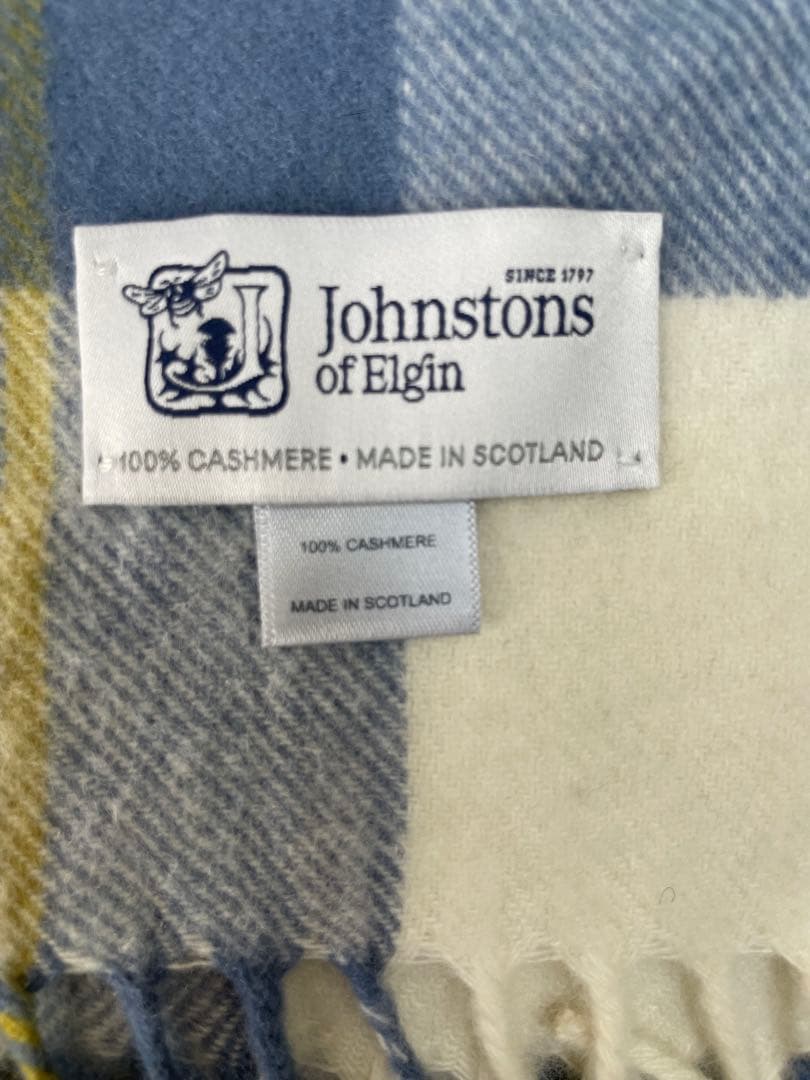 SINCE 1797
Johnstons
of Elgin
100% CASHMERE • MADE IN SCOTLAND
100% CASHMERE
MADE IN SCOTLAND